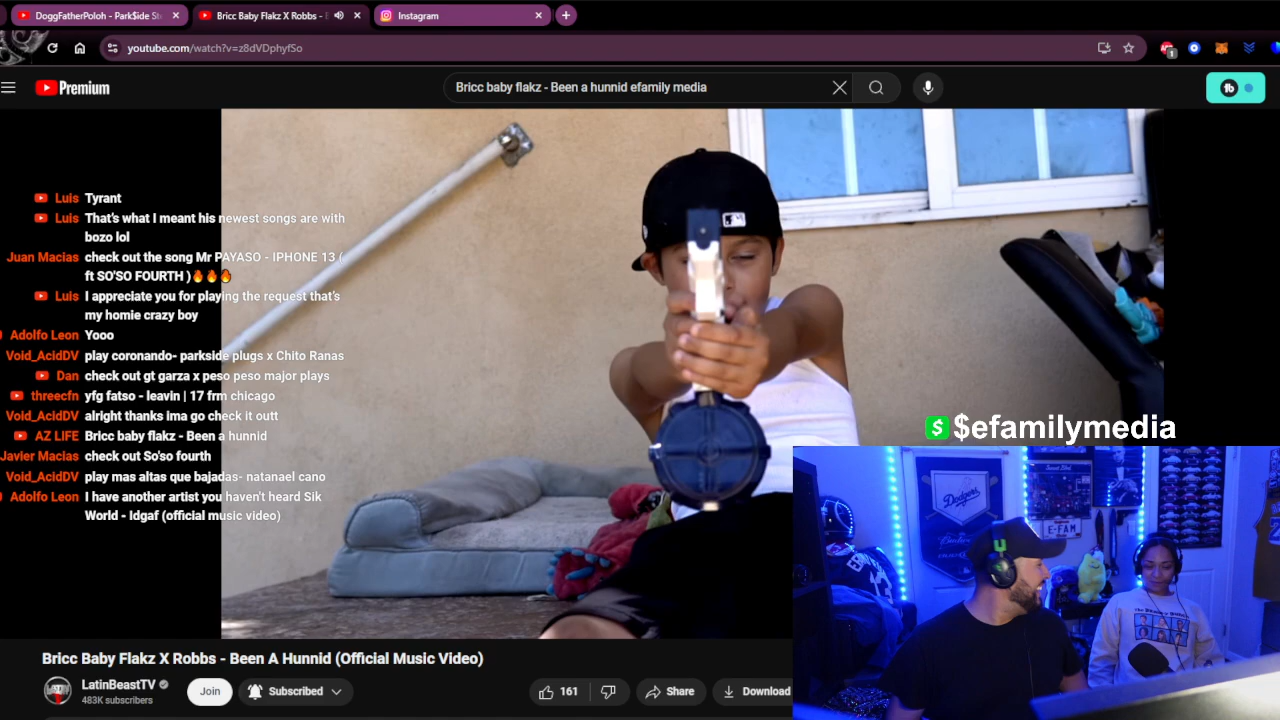 DoggFatherPoloh - Park$ide St
Bricc Baby Flakz X Robbs - B
Instagram
youtube.com/watch?v=z8dVDphyfSo
1
Premium
Bricc baby flakz - Been a hunnid efamily media
Luis Tyrant
Luis That's what I meant his newest songs are with
bozo lol
Juan Macias check out the song Mr PAYASO - IPHONE 13 (
ft SO'SO FOURTH )🔥🔥🔥
Luis I appreciate you for playing the request that's
my homie crazy boy
Adolfo Leon Yooo
Void_AcidDV play coronando- parkside plugs x Chito Ranas
Dan check out gt garza x peso peso major plays
threecfn yfg fatso - leavin | 17 frm chicago
Void_AcidDV alright thanks ima go check it outt
AZ LIFE Bricc baby flakz - Been a hunnid
Javier Macias check out So'so fourth
Void_AcidDV play mas altas que bajadas- natanael cano
Adolfo Leon I have another artist you haven't heard Sik
World - Idgaf (official music video)
$ $efamilymedia
Dodgers
E-FAM
Bricc Baby Flakz X Robbs - Been A Hunnid (Official Music Video)
LatinBeastTV
483K subscribers
Join
Subscribed
161
Share
Download